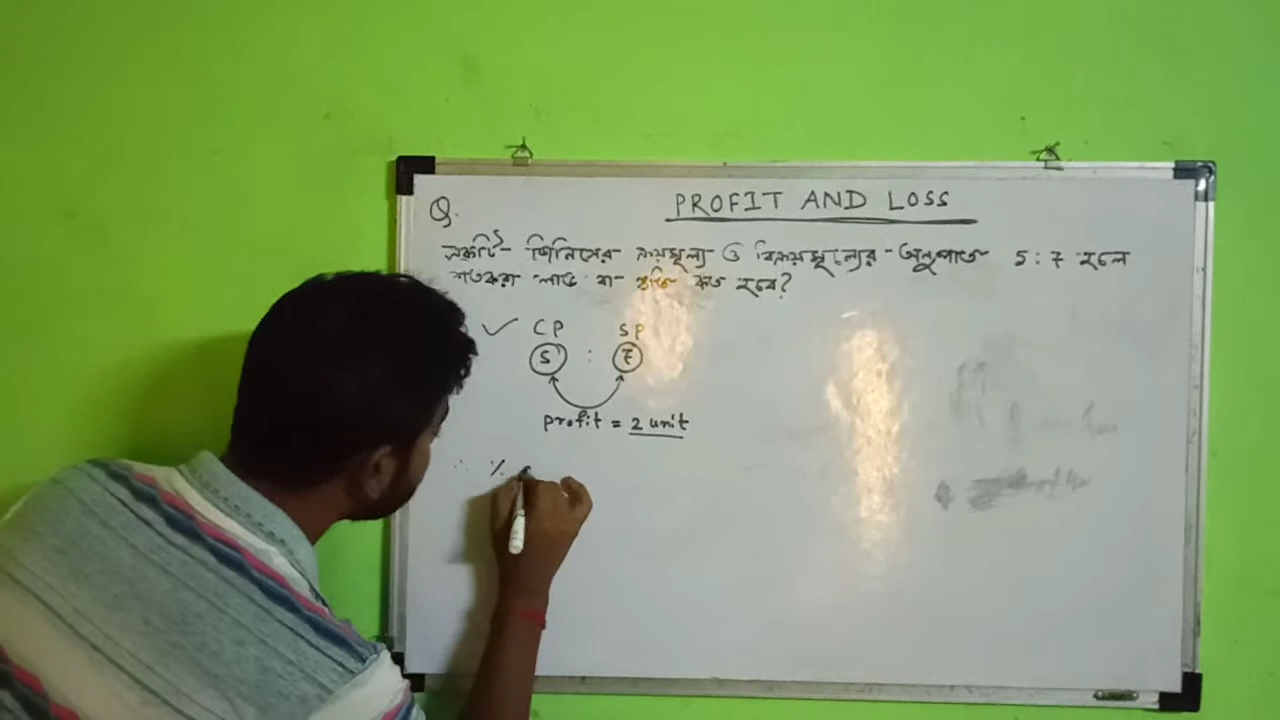 PROFIT AND LOSS
Q.
একটি জিনিসের ক্রয়মূল্য ও বিক্রয়মূল্যের অনুপাত 5 : 7 হলে
শতকরা লাভ বা ক্ষতি কত হবে?
✓ CP SP
5 : 7
Profit = 2 unit
∴ %